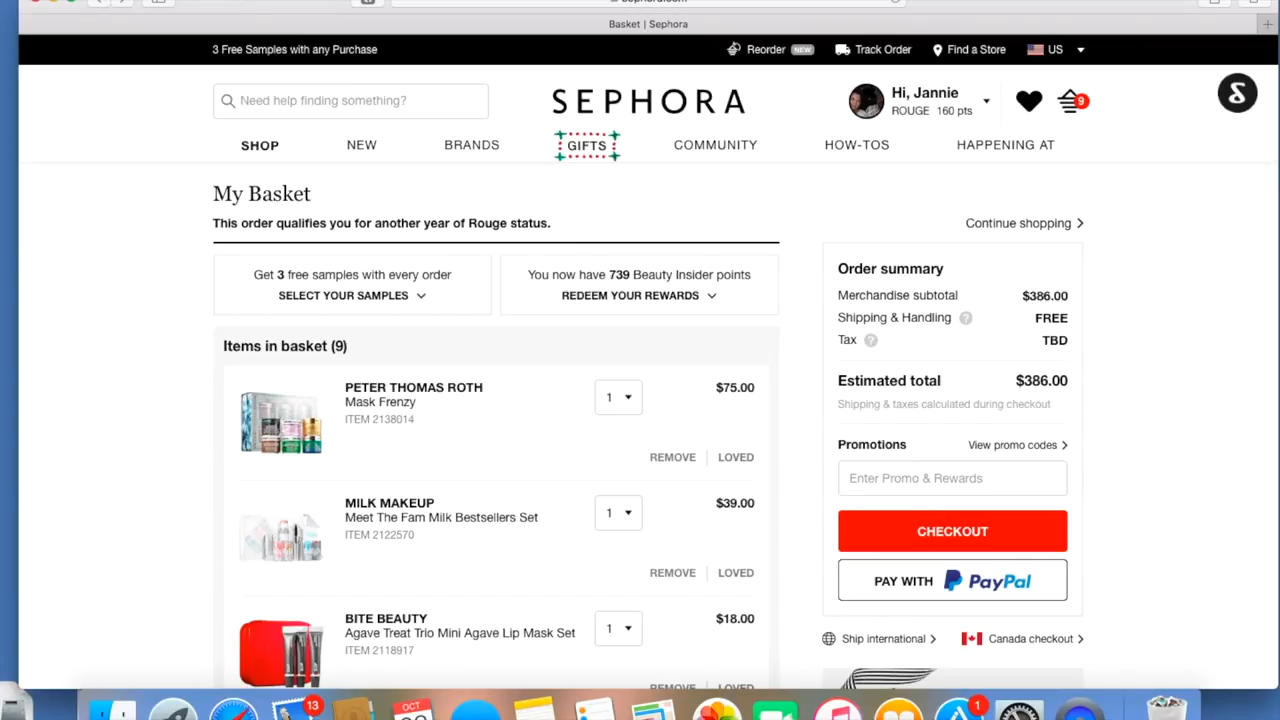 sephora.com
Basket | Sephora
3 Free Samples with any Purchase
Reorder NEW
Track Order
Find a Store
US
Need help finding something?
SEPHORA
Hi, Jannie
ROUGE 160 pts
9
S
SHOP
NEW
BRANDS
GIFTS
COMMUNITY
HOW-TOS
HAPPENING AT
My Basket
This order qualifies you for another year of Rouge status.
Continue shopping
Get 3 free samples with every order
SELECT YOUR SAMPLES
You now have 739 Beauty Insider points
REDEEM YOUR REWARDS
Items in basket (9)
PETER THOMAS ROTH
Mask Frenzy
ITEM 2138014
1
$75.00
REMOVE
LOVED
MILK MAKEUP
Meet The Fam Milk Bestsellers Set
ITEM 2122570
1
$39.00
REMOVE
LOVED
BITE BEAUTY
Agave Treat Trio Mini Agave Lip Mask Set
ITEM 2118917
1
$18.00
REMOVE
LOVED
Order summary
Merchandise subtotal
$386.00
Shipping & Handling ?
FREE
Tax ?
TBD
Estimated total
$386.00
Shipping & taxes calculated during checkout
Promotions
View promo codes
Enter Promo & Rewards
CHECKOUT
PAY WITH PayPal
Ship international
Canada checkout
13
OCT
1